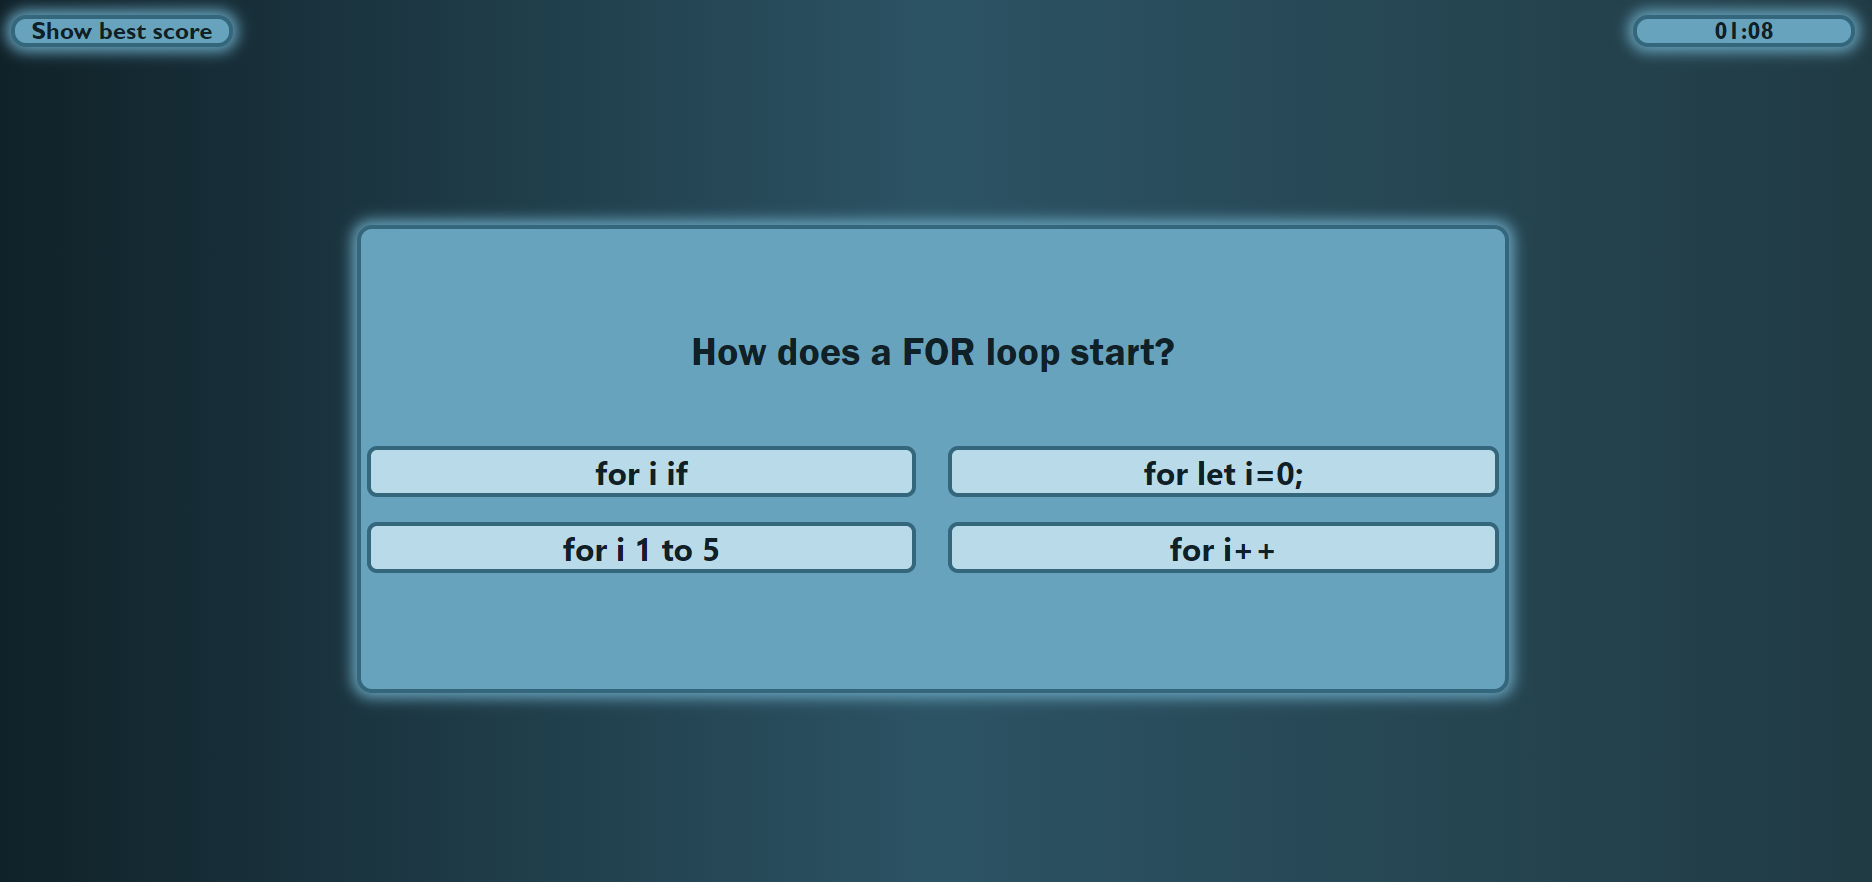 Show best score
01:08
How does a FOR loop start?
for i if
for let i=0;
for i 1 to 5
for i++